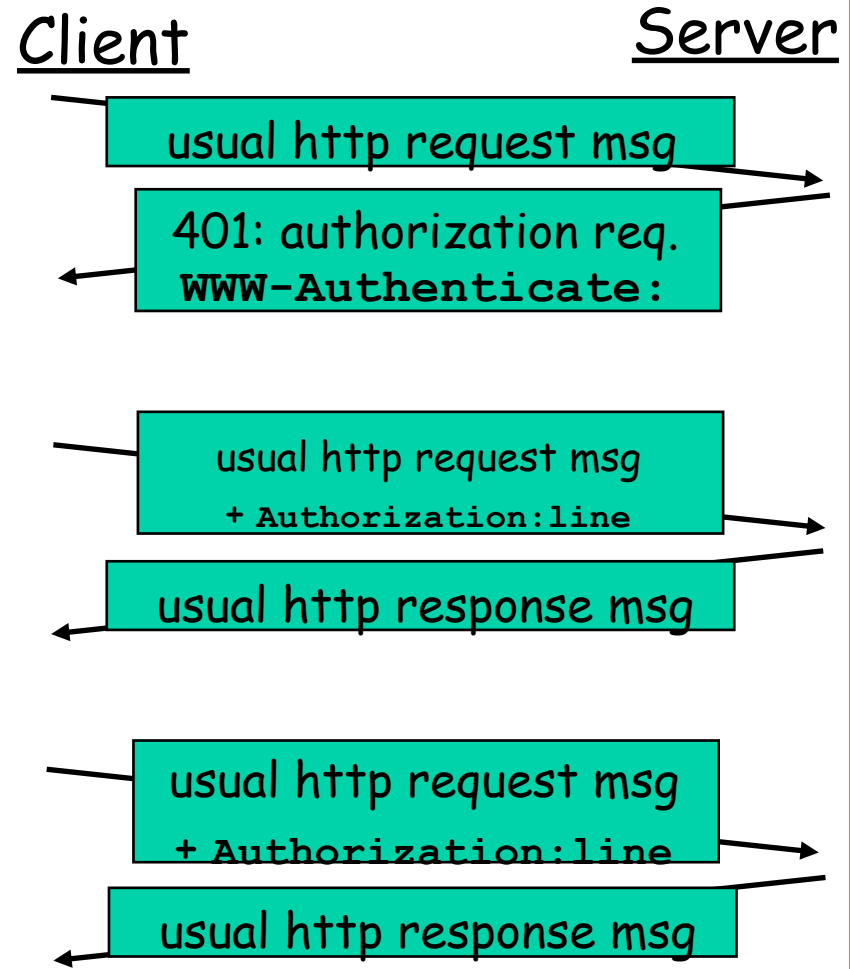 Client
Server
usual http request msg
401: authorization req.
WWW-Authenticate:
usual http request msg
+ Authorization:line
usual http response msg
usual http request msg
+ Authorization:line
usual http response msg